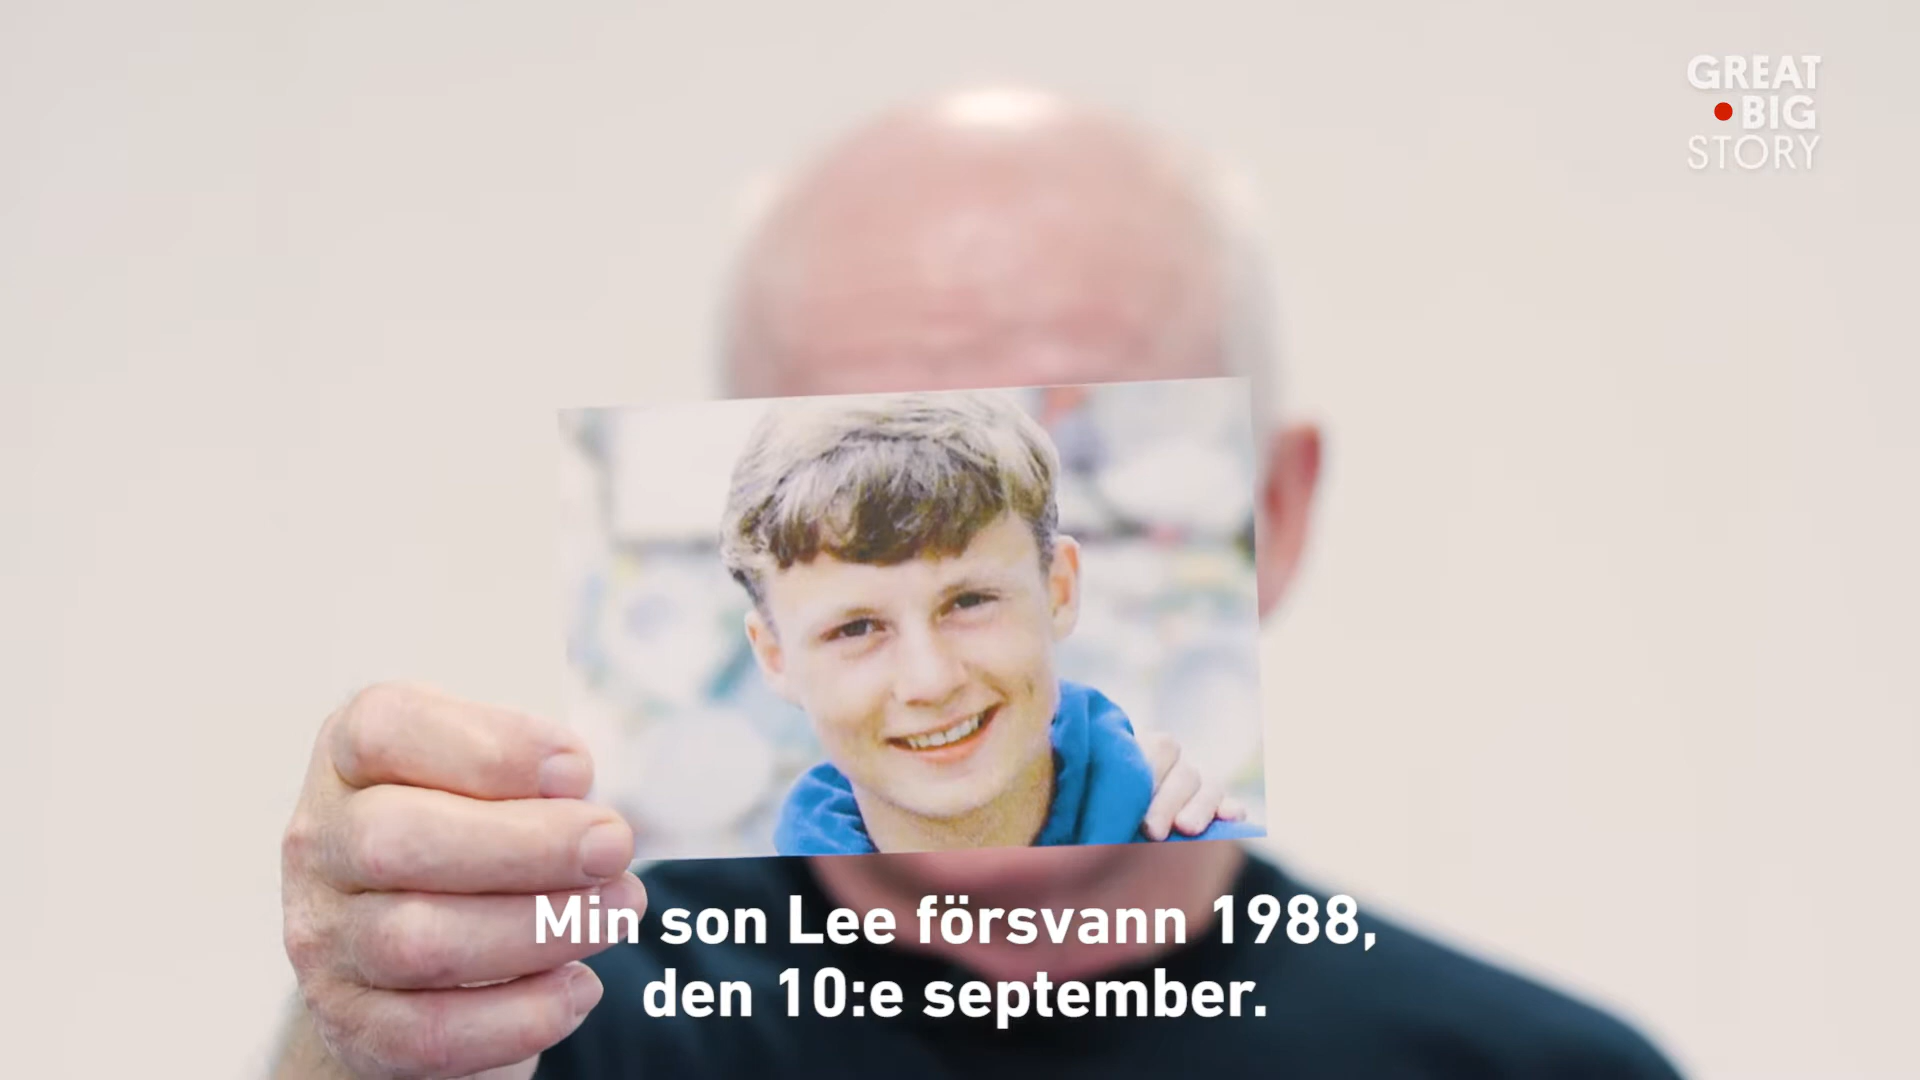 GREAT
BIG
STORY
Min son Lee försvann 1988,
den 10:e september.